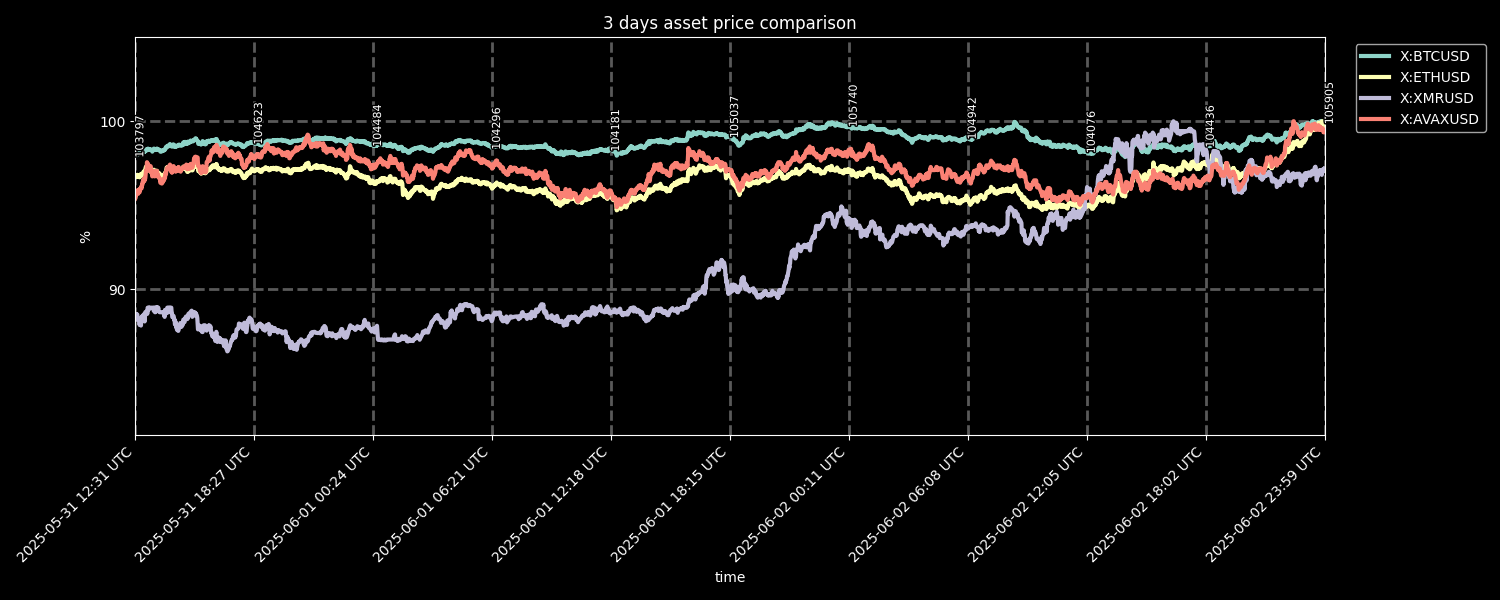 3 days asset price comparison
X:BTCUSD
X:ETHUSD
X:XMRUSD
X:AVAXUSD
100
90
%
103797
104623
104484
104296
104181
105037
105740
104942
104076
104436
105905
2025-05-31 12:31 UTC
2025-05-31 18:27 UTC
2025-06-01 00:24 UTC
2025-06-01 06:21 UTC
2025-06-01 12:18 UTC
2025-06-01 18:15 UTC
2025-06-02 00:11 UTC
2025-06-02 06:08 UTC
2025-06-02 12:05 UTC
2025-06-02 18:02 UTC
2025-06-02 23:59 UTC
time